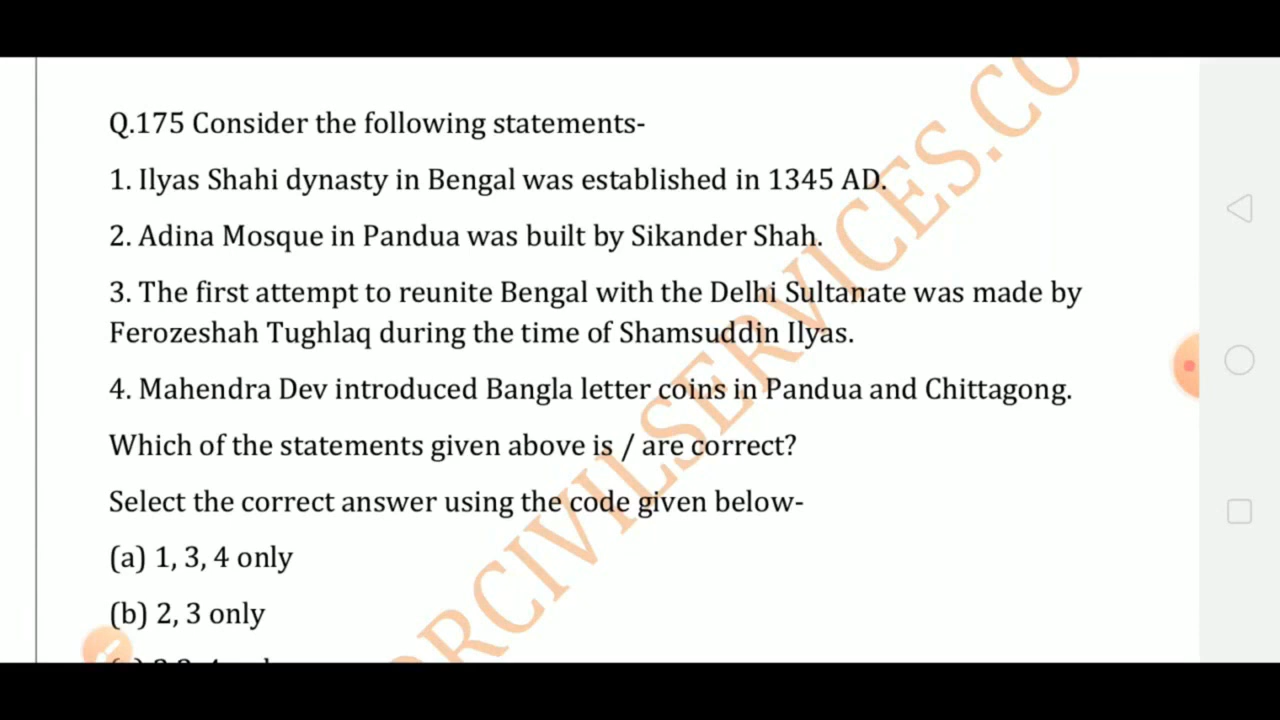 Q.175 Consider the following statements-
1. Ilyas Shahi dynasty in Bengal was established in 1345 AD.
2. Adina Mosque in Pandua was built by Sikander Shah.
3. The first attempt to reunite Bengal with the Delhi Sultanate was made by
Ferozeshah Tughlaq during the time of Shamsuddin Ilyas.
4. Mahendra Dev introduced Bangla letter coins in Pandua and Chittagong.
Which of the statements given above is / are correct?
Select the correct answer using the code given below-
(a) 1, 3, 4 only
(b) 2, 3 only
RCIVILSERVICES.CO